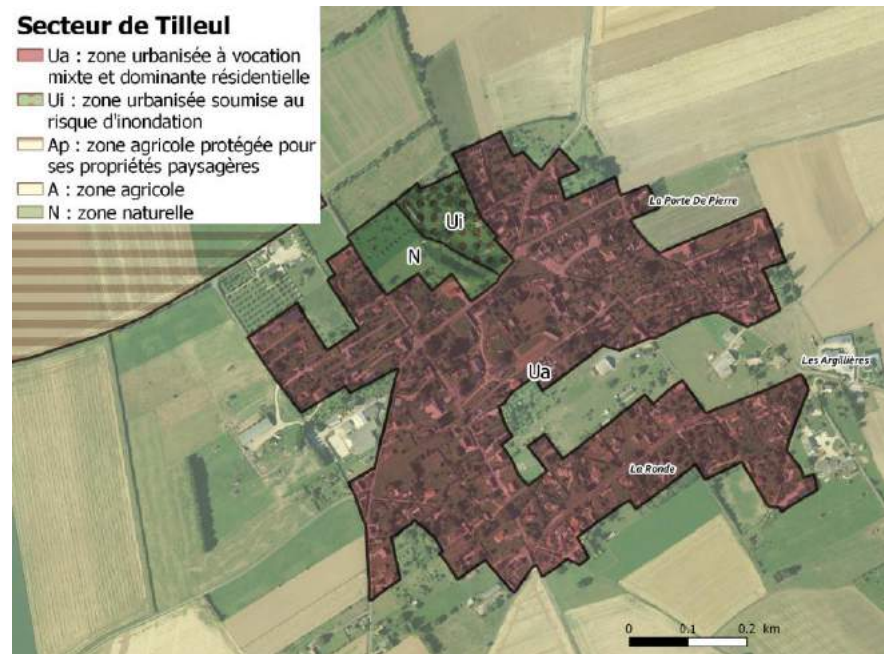 Secteur de Tilleul
Ua : zone urbanisée à vocation
mixte et dominante résidentielle
Ui : zone urbanisée soumise au
risque d'inondation
Ap : zone agricole protégée pour
ses propriétés paysagères
A : zone agricole
N : zone naturelle
La Porte De Pierre
Ui
N
Les Argillières
Ua
La Ronde
0 0.1 0.2 km